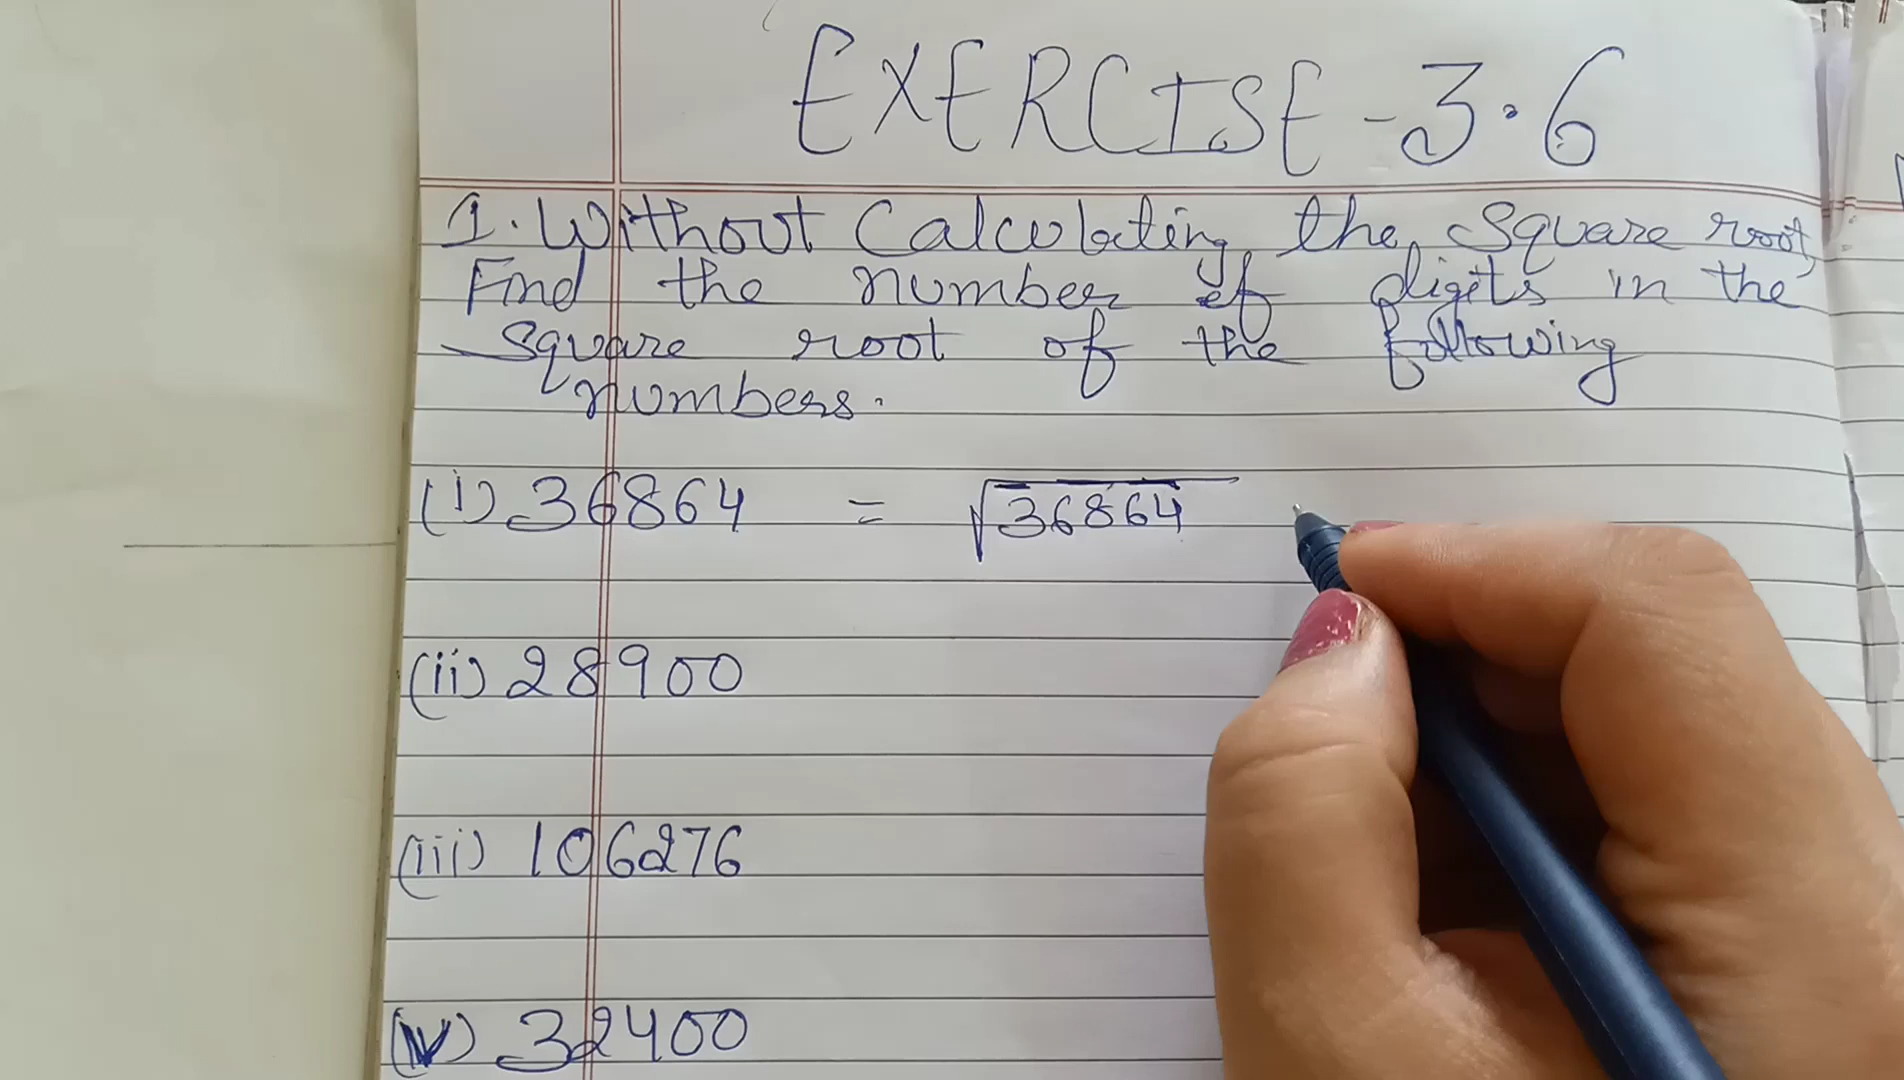 EXERCISE - 3.6
1. Without Calculating the Square root,
Find the number of digits in the
Square root of the following
numbers.
(i) 36864 = √36864
(ii) 28900
(iii) 106276
(iv) 32400